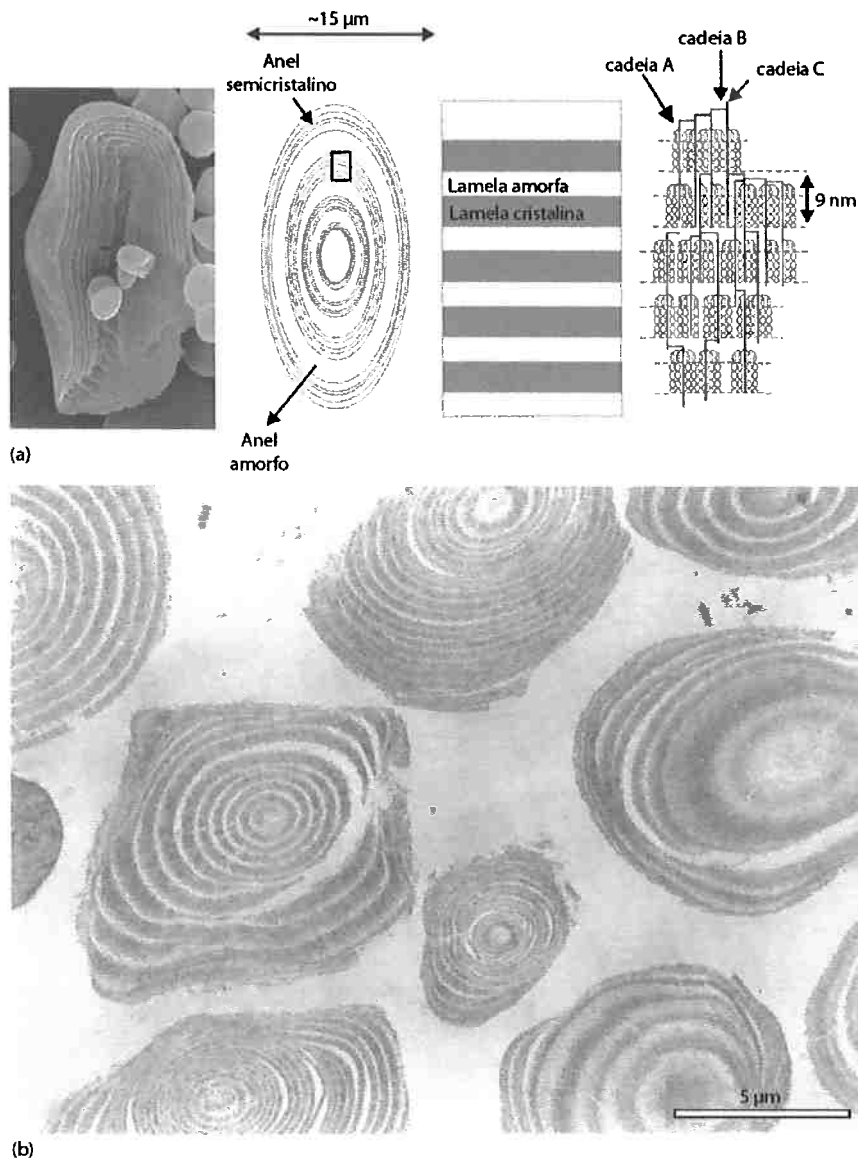 ~15 µm
Anel
semicristalino
cadeia A
cadeia B
cadeia C
Lamela amorfa
Lamela cristalina
9 nm
Anel
amorfo
(a)
5 µm
(b)